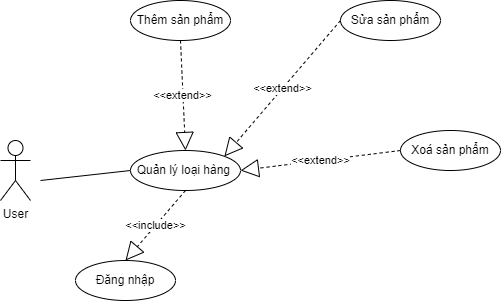 Thêm sản phẩm
Sửa sản phẩm
<<extend>>
<<extend>>
Quản lý loại hàng
<<extend>>
Xoá sản phẩm
User
<<include>>
Đăng nhập